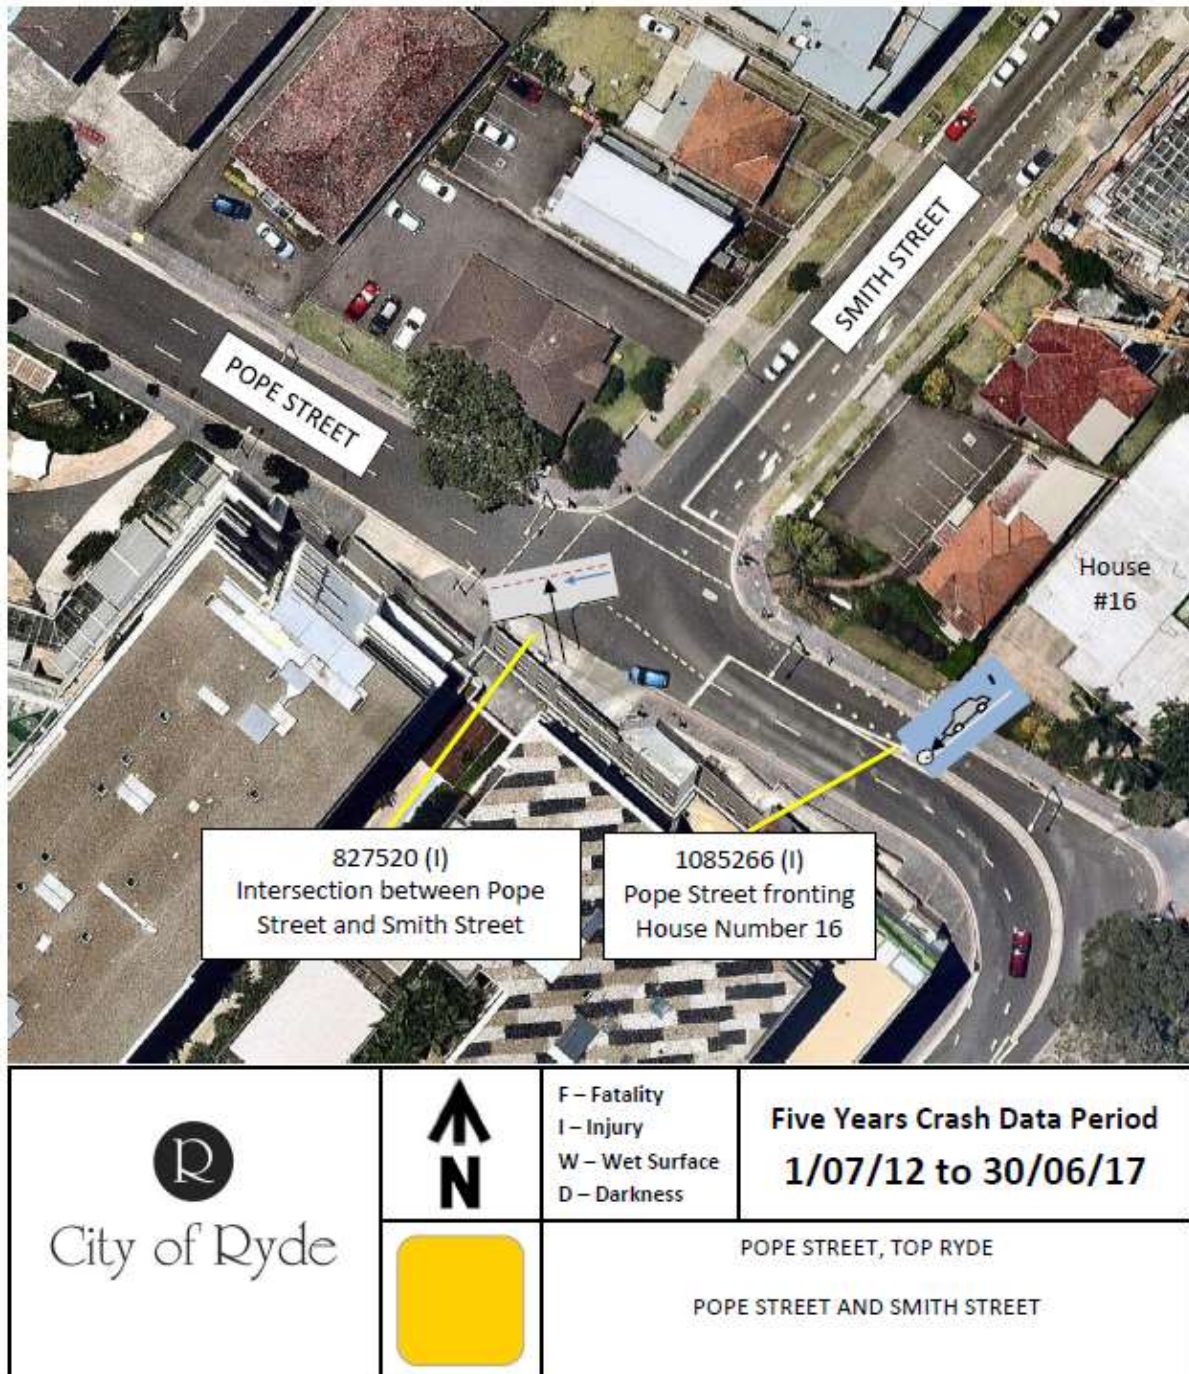 SMITH STREET
POPE STREET
House
#16
827520 (I)
Intersection between Pope
Street and Smith Street
1085266 (I)
Pope Street fronting
House Number 16
R
City of Ryde
N
F – Fatality
I – Injury
W – Wet Surface
D – Darkness
Five Years Crash Data Period
1/07/12 to 30/06/17
POPE STREET, TOP RYDE
POPE STREET AND SMITH STREET